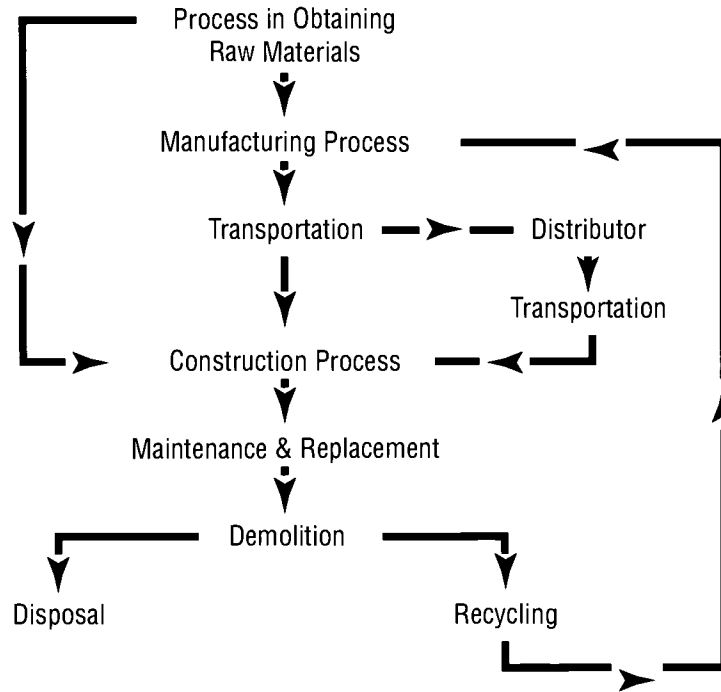 Process in Obtaining
Raw Materials
Manufacturing Process
Transportation
Distributor
Transportation
Construction Process
Maintenance & Replacement
Demolition
Disposal
Recycling